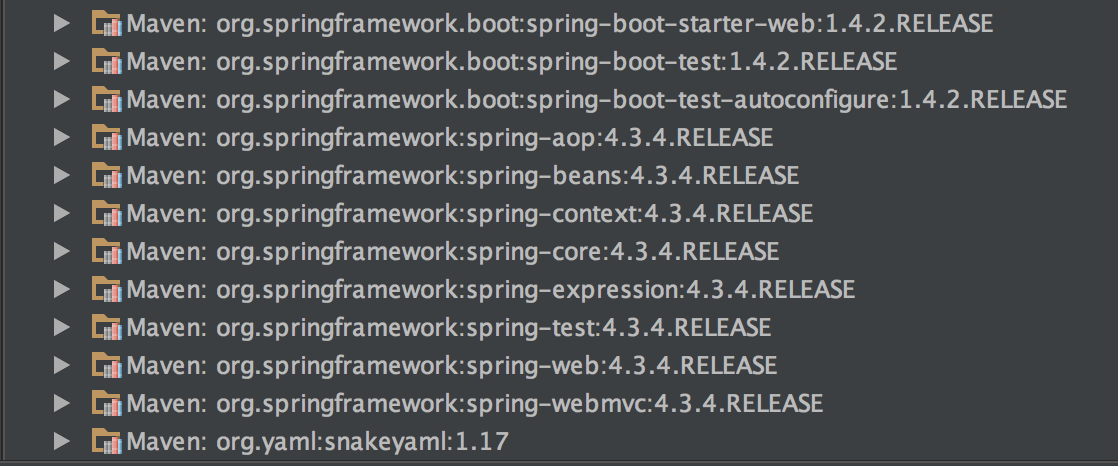 Maven: org.springframework.boot:spring-boot-starter-web:1.4.2.RELEASE
Maven: org.springframework.boot:spring-boot-test:1.4.2.RELEASE
Maven: org.springframework.boot:spring-boot-test-autoconfigure:1.4.2.RELEASE
Maven: org.springframework:spring-aop:4.3.4.RELEASE
Maven: org.springframework:spring-beans:4.3.4.RELEASE
Maven: org.springframework:spring-context:4.3.4.RELEASE
Maven: org.springframework:spring-core:4.3.4.RELEASE
Maven: org.springframework:spring-expression:4.3.4.RELEASE
Maven: org.springframework:spring-test:4.3.4.RELEASE
Maven: org.springframework:spring-web:4.3.4.RELEASE
Maven: org.springframework:spring-webmvc:4.3.4.RELEASE
Maven: org.yaml:snakeyaml:1.17